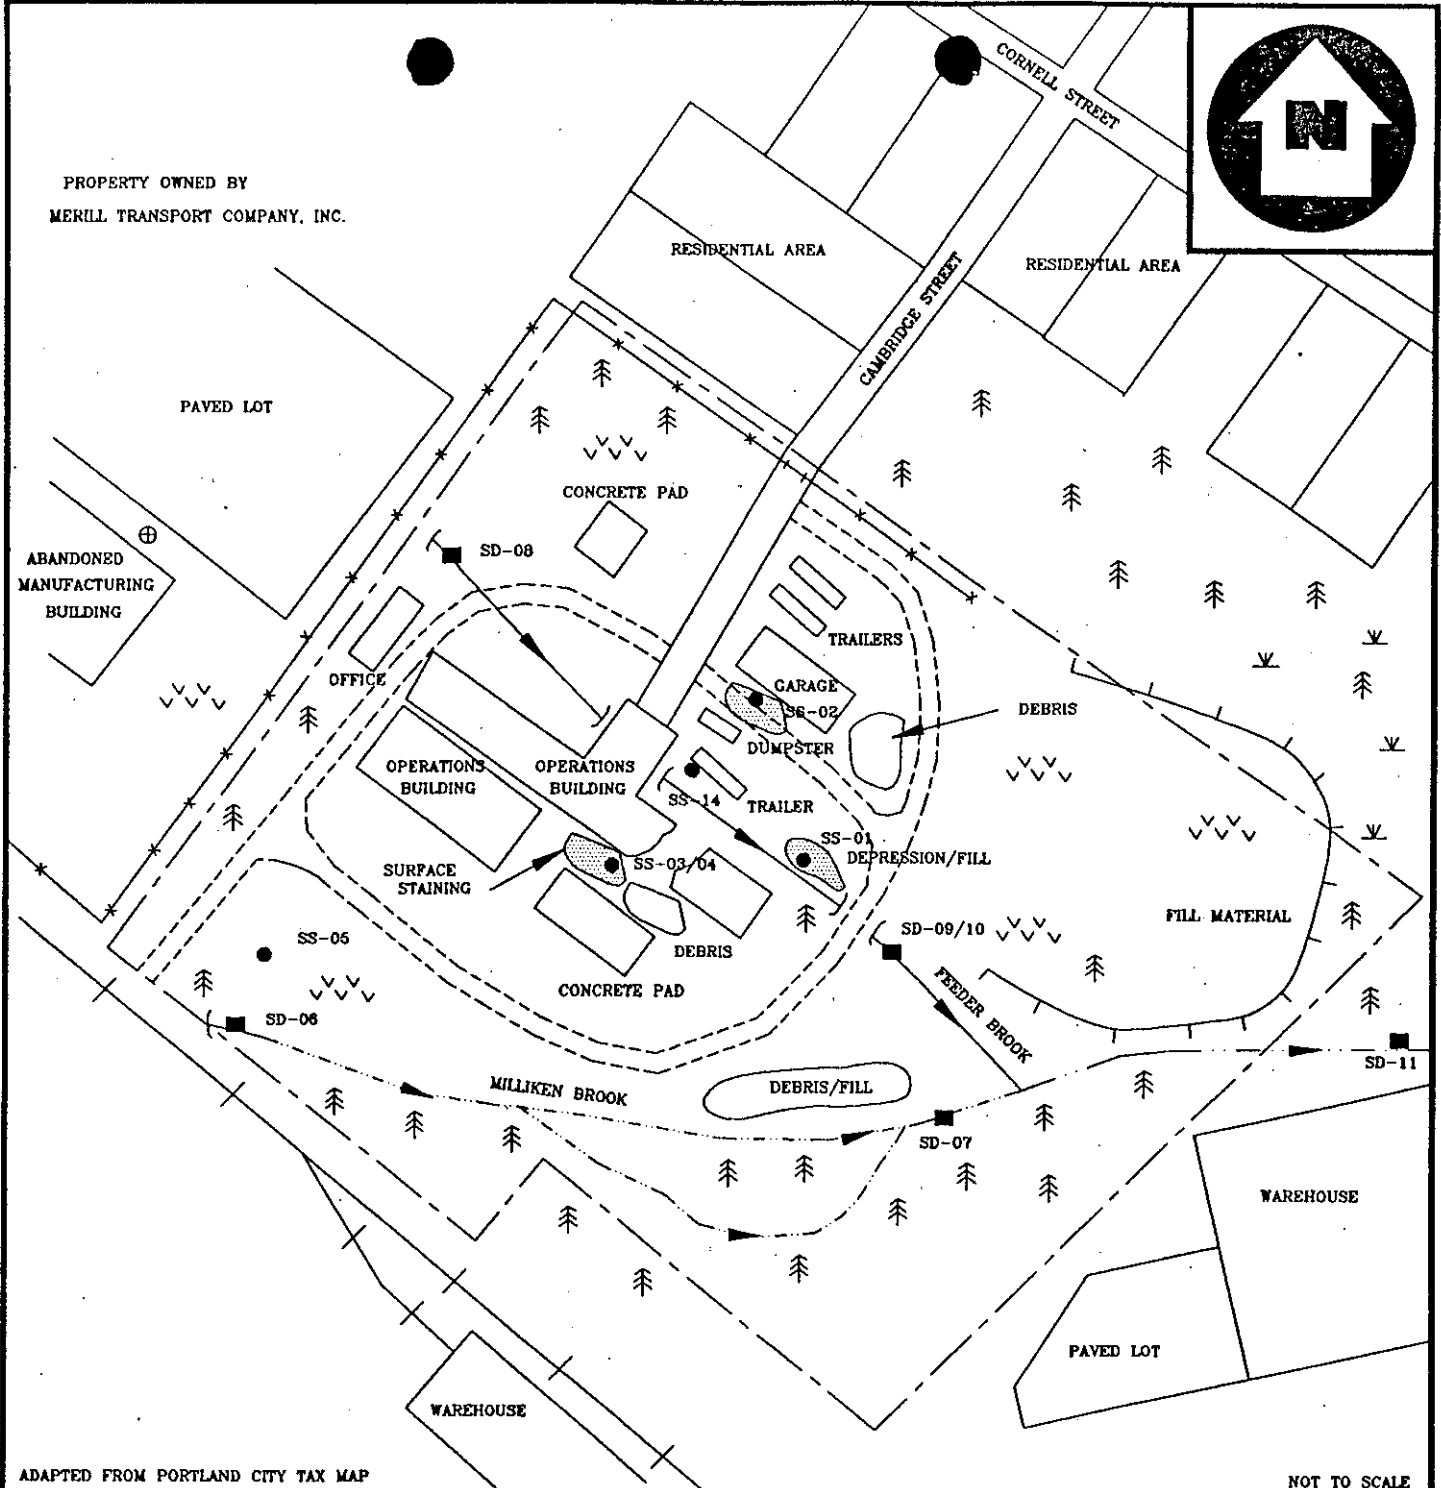 CORNELL STREET
N
PROPERTY OWNED BY
MERILL TRANSPORT COMPANY, INC.
RESIDENTIAL AREA
RESIDENTIAL AREA
CAMBRIDGE STREET
PAVED LOT
CONCRETE PAD
ABANDONED
MANUFACTURING
BUILDING
SD-08
TRAILERS
OFFICE
GARAGE
SS-02
DEBRIS
DUMPSTER
OPERATIONS
BUILDING
OPERATIONS
BUILDING
SS-14
TRAILER
SS-01
DEPRESSION/FILL
SURFACE
STAINING
SS-03/04
FILL MATERIAL
SD-09/10
SS-05
DEBRIS
CONCRETE PAD
FEEDER BROOK
SD-06
SD-11
MILLIKEN BROOK
DEBRIS/FILL
SD-07
WAREHOUSE
PAVED LOT
WAREHOUSE
ADAPTED FROM PORTLAND CITY TAX MAP
NOT TO SCALE